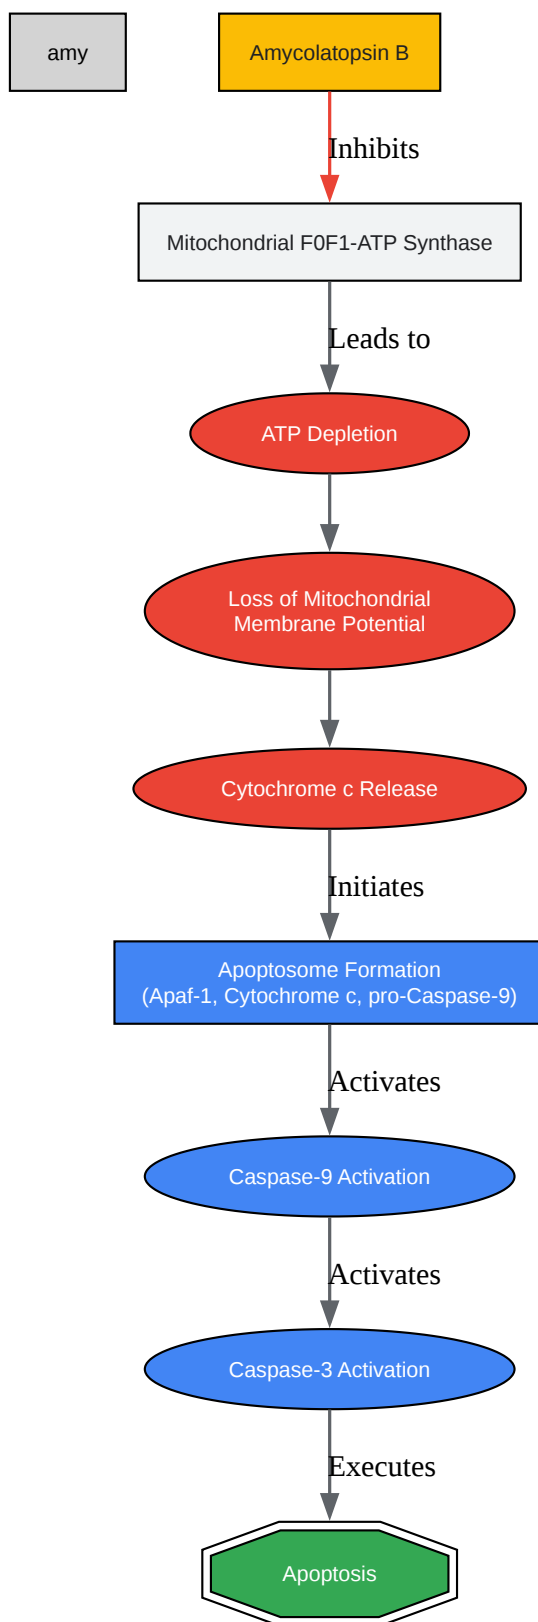 amy
Amycolatopsin B
Inhibits
Mitochondrial F0F1-ATP Synthase
Leads to
ATP Depletion
Loss of Mitochondrial
Membrane Potential
Cytochrome c Release
Initiates
Apoptosome Formation
(Apaf-1, Cytochrome c, pro-Caspase-9)
Activates
Caspase-9 Activation
Activates
Caspase-3 Activation
Executes
Apoptosis